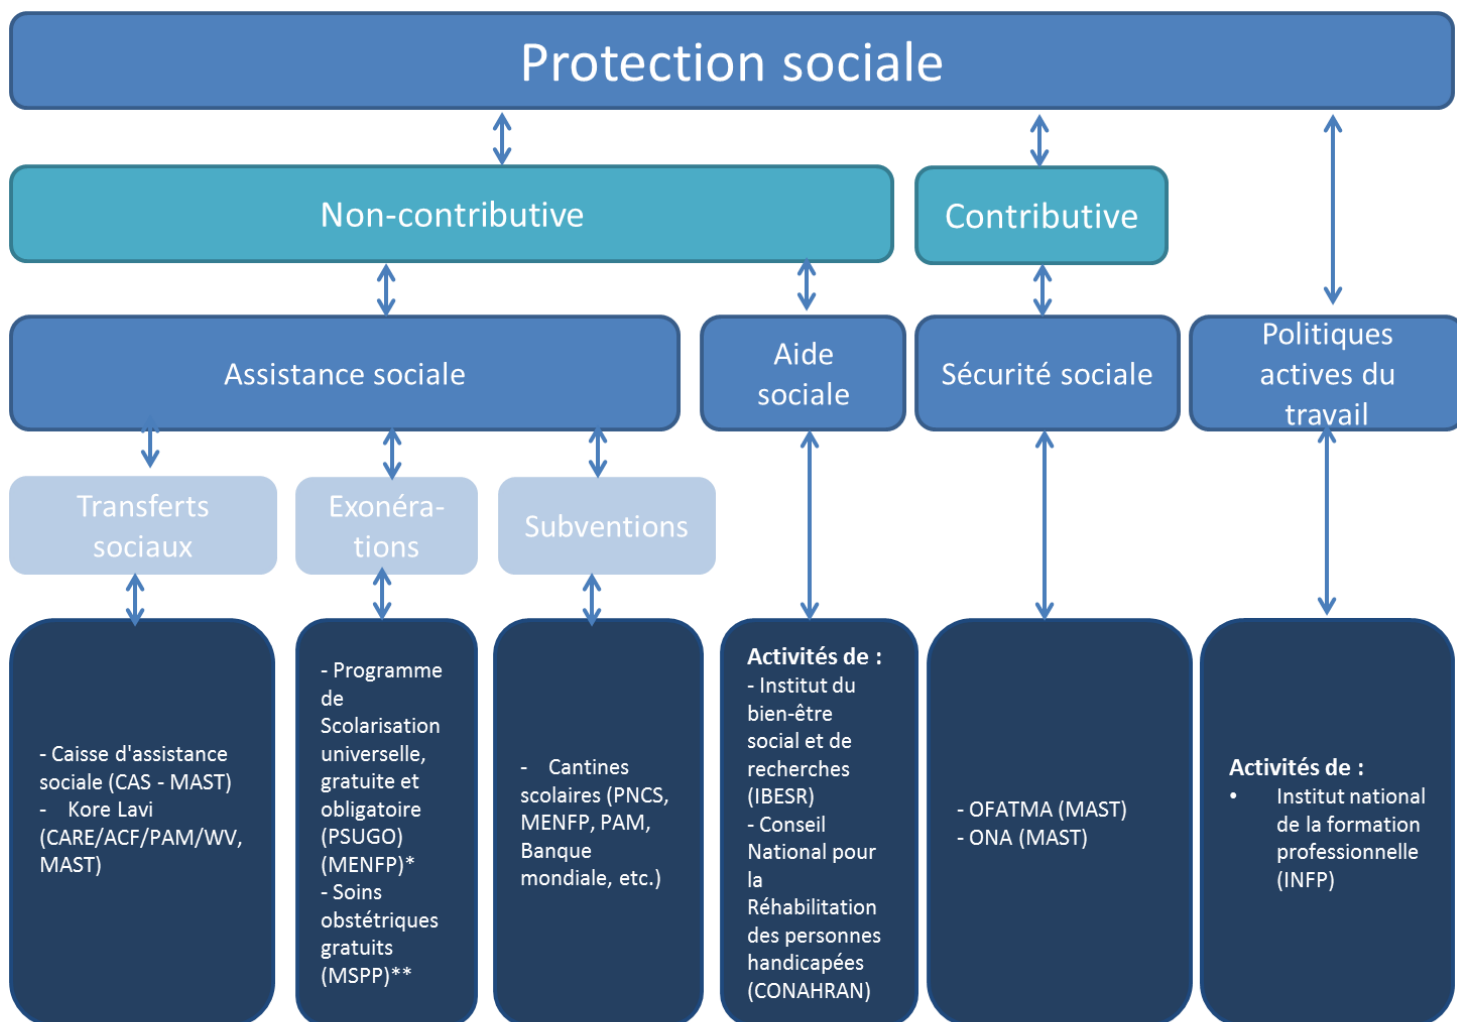 Protection sociale
Non-contributive
Contributive
Assistance sociale
Aide
sociale
Sécurité sociale
Politiques
actives du
travail
Transferts
sociaux
Exonéra-
tions
Subventions
- Caisse d'assistance
sociale (CAS - MAST)
- Kore Lavi
(CARE/ACF/PAM/WV,
MAST)
- Programme
de
Scolarisation
universelle,
gratuite et
obligatoire
(PSUGO)
(MENFP)*
- Soins
obstétriques
gratuits
(MSPP)**
- Cantines
scolaires (PNCS,
MENFP, PAM,
Banque
mondiale, etc.)
Activités de :
- Institut du
bien-être
social et de
recherches
(IBESR)
- Conseil
National pour
la
Réhabilitation
des personnes
handicapées
(CONAHRAN)
- OFATMA (MAST)
- ONA (MAST)
Activités de :
• Institut national
de la formation
professionnelle
(INFP)